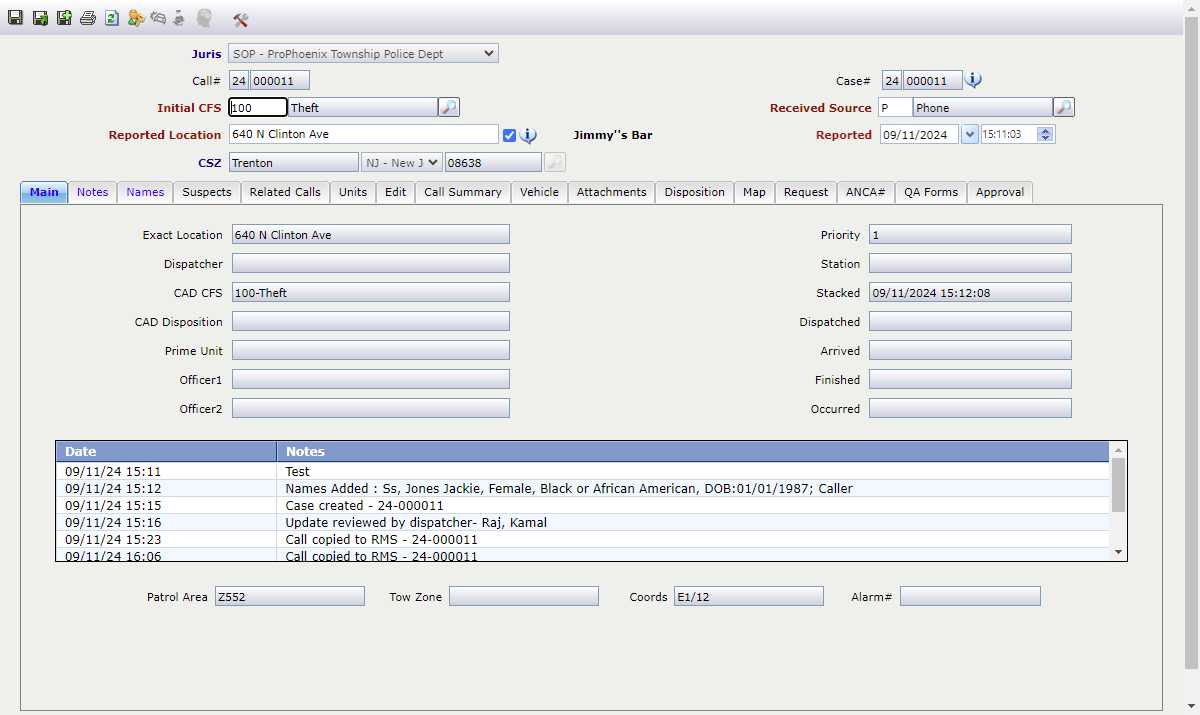 Juris SOP - ProPhoenix Township Police Dept
Call# 24 000011 Case# 24 000011
Initial CFS 100 Theft Received Source P Phone
Reported Location 640 N Clinton Ave Jimmy''s Bar Reported 09/11/2024 15:11:03
CSZ Trenton NJ - New J 08638
Main Notes Names Suspects Related Calls Units Edit Call Summary Vehicle Attachments Disposition Map Request ANCA# QA Forms Approval
Exact Location 640 N Clinton Ave Priority 1
Dispatcher Station
CAD CFS 100-Theft Stacked 09/11/2024 15:12:08
CAD Disposition Dispatched
Prime Unit Arrived
Officer1 Finished
Officer2 Occurred
Date Notes
09/11/24 15:11 Test
09/11/24 15:12 Names Added : Ss, Jones Jackie, Female, Black or African American, DOB:01/01/1987; Caller
09/11/24 15:15 Case created - 24-000011
09/11/24 15:16 Update reviewed by dispatcher- Raj, Kamal
09/11/24 15:23 Call copied to RMS - 24-000011
09/11/24 16:06 Call copied to RMS - 24-000011
Patrol Area Z552 Tow Zone Coords E1/12 Alarm#